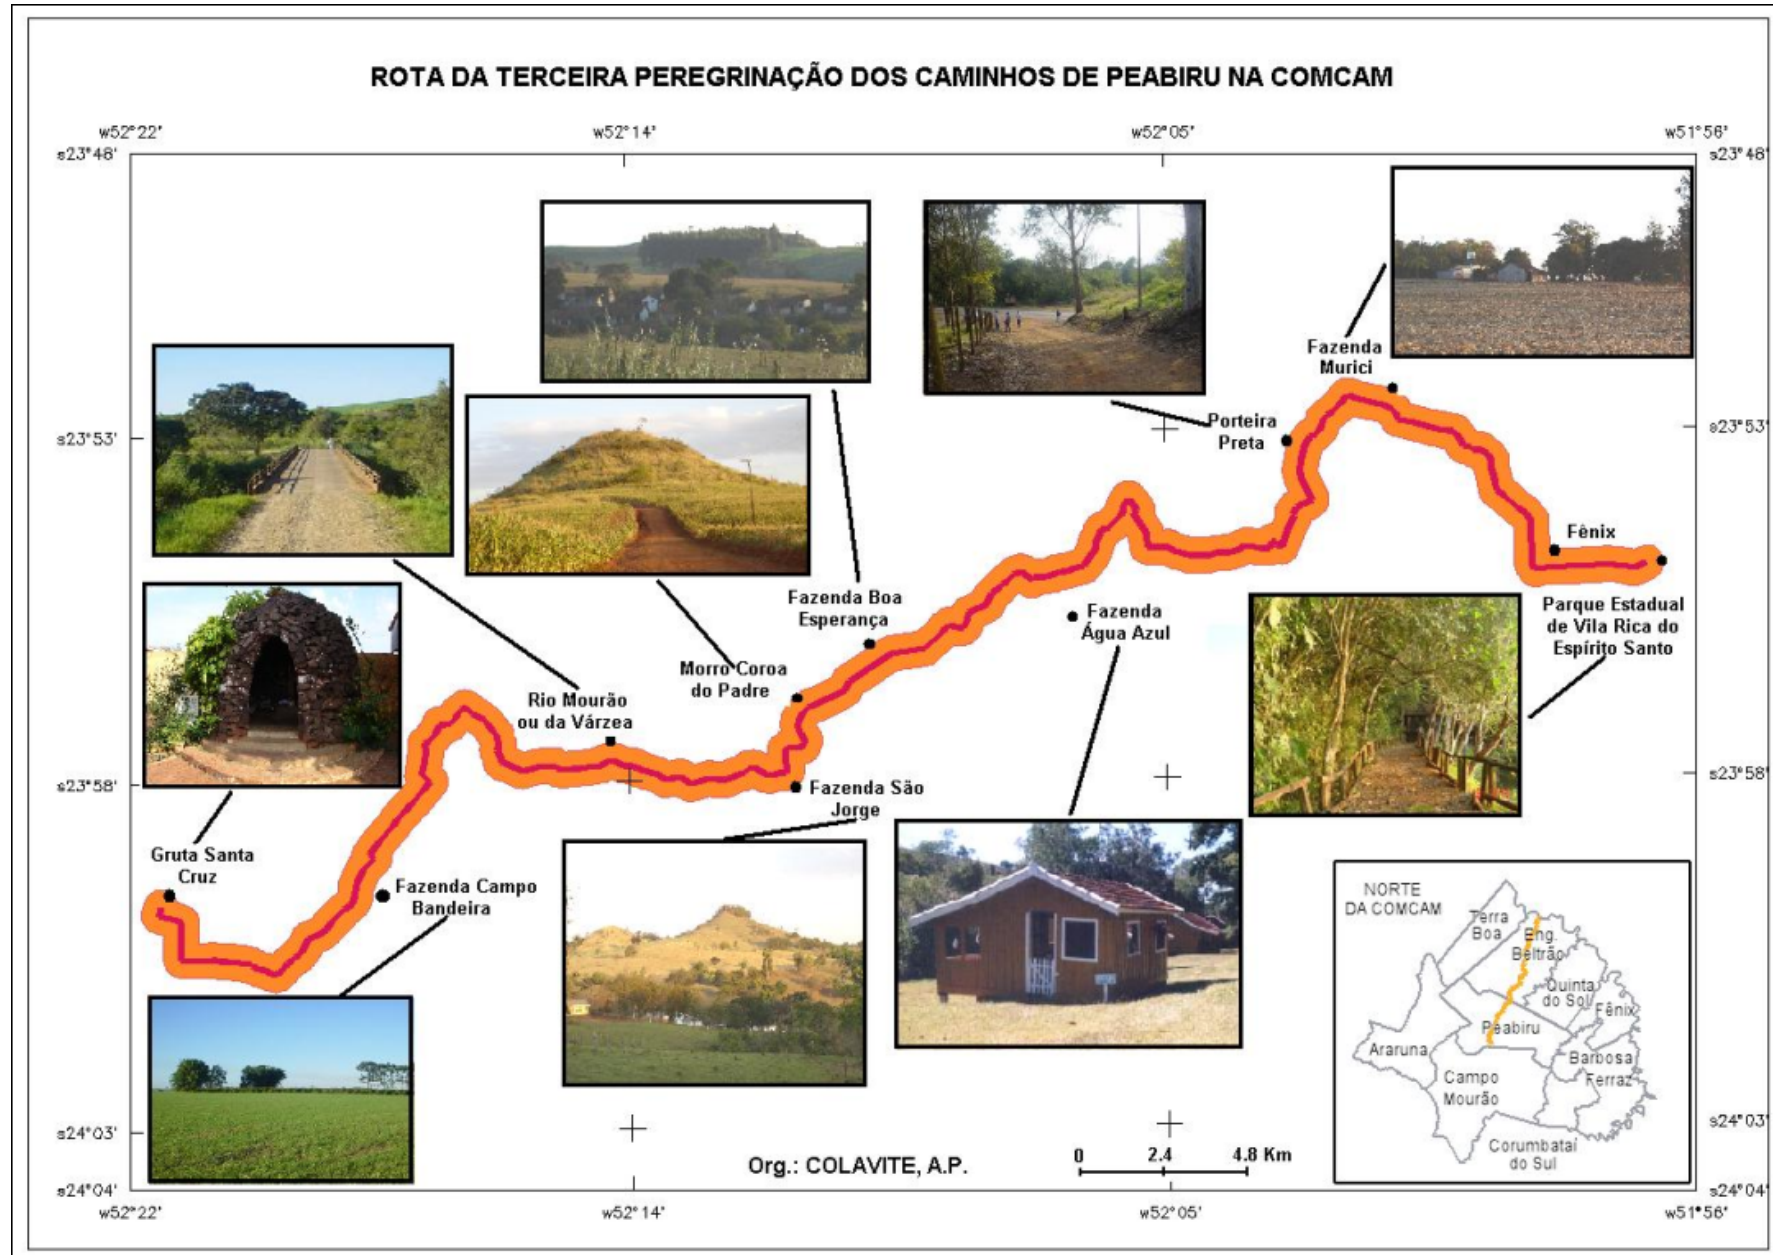 ROTA DA TERCEIRA PEREGRINAÇÃO DOS CAMINHOS DE PEABIRU NA COMCAM
w52°22'
w52°14'
w52°05'
w51°56'
s23°48'
s23°48'
Fazenda
Murici
Porteira
Preta
s23°53'
s23°53'
Fênix
Fazenda Boa
Esperança
Fazenda
Água Azul
Parque Estadual
de Vila Rica do
Espírito Santo
Morro Coroa
do Padre
Rio Mourão
ou da Várzea
s23°58'
s23°58'
Fazenda São
Jorge
Gruta Santa
Cruz
Fazenda Campo
Bandeira
NORTE
DA COMCAM
Terra
Boa
Eng.
Beltrão
Quinta
do Sol
Fênix
Peabiru
Araruna
Barbosa
Ferraz
Campo
Mourão
Corumbataí
do Sul
s24°03'
s24°03'
Org.: COLAVITE, A.P.
0 2.4 4.8 Km
s24°04'
s24°04'
w52°22'
w52°14'
w52°05'
w51°56'